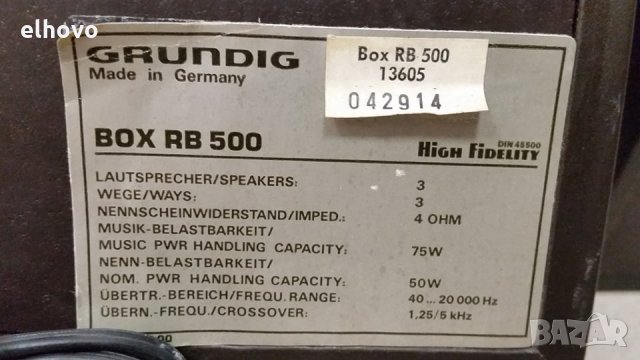 elhovo
GRUNDIG
Made in Germany
Box RB 500
13605
042914
BOX RB 500
DIN 45500
HIGH FIDELITY
LAUTSPRECHER/SPEAKERS: 3
WEGE/WAYS: 3
NENNSCHEINWIDERSTAND/IMPED.: 4 OHM
MUSIK-BELASTBARKEIT/
MUSIC PWR HANDLING CAPACITY: 75W
NENN-BELASTBARKEIT/
NOM. PWR HANDLING CAPACITY: 50W
ÜBERTR.-BEREICH/FREQU. RANGE: 40 ... 20 000 Hz
ÜBERN.-FREQU./CROSSOVER: 1,25/5 kHz
BAZAR